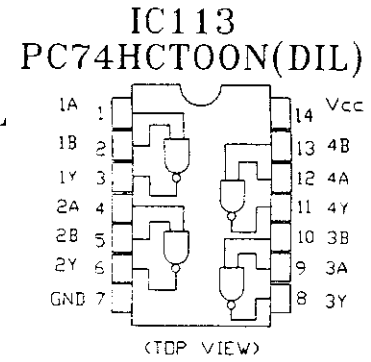 IC113
PC74HCT00N(DIL)
1A 1 14 Vcc
1B 2 13 4B
1Y 3 12 4A
2A 4 11 4Y
2B 5 10 3B
2Y 6 9 3A
GND 7 8 3Y
(TOP VIEW)